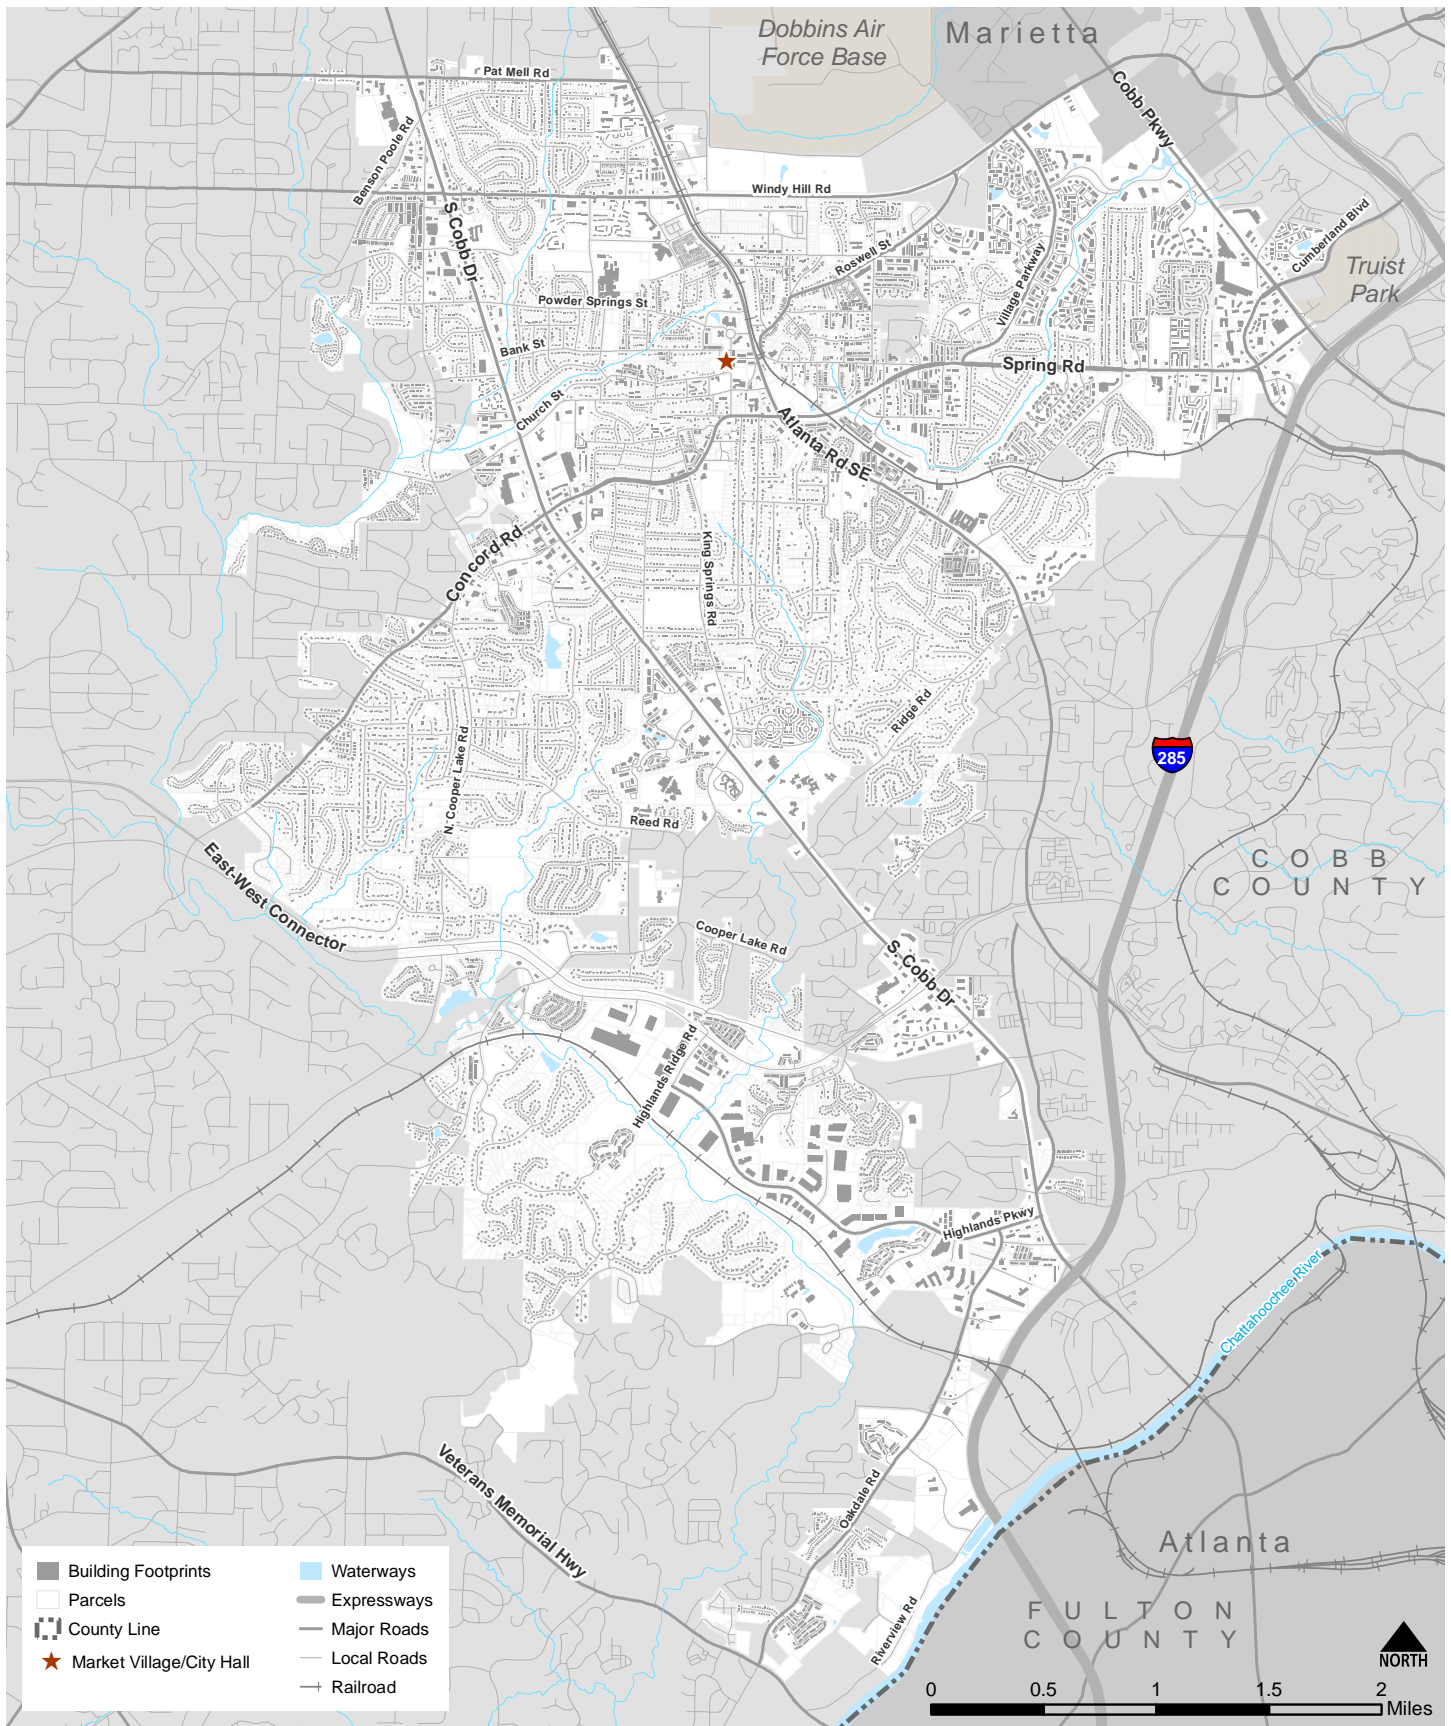 Dobbins Air
Force Base
Marietta
Pat Mell Rd
Cobb Pkwy
Benson Poole Rd
Windy Hill Rd
S Cobb Dr
Cumberland Blvd
Roswell St
Truist
Park
Village Parkway
Powder Springs St
Bank St
Spring Rd
Church St
Atlanta Rd SE
Concord Rd
King Springs Rd
Ridge Rd
285
N. Cooper Lake Rd
Reed Rd
COBB
COUNTY
East-West Connector
Cooper Lake Rd
S. Cobb Dr
Highlands Ridge Rd
Highlands Pkwy
Chattahoochee River
Veterans Memorial Hwy
Oakdale Rd
Atlanta
Riverview Rd
FULTON
COUNTY
Building Footprints
Parcels
County Line
Market Village/City Hall
Waterways
Expressways
Major Roads
Local Roads
Railroad
NORTH
0 0.5 1 1.5 2
Miles